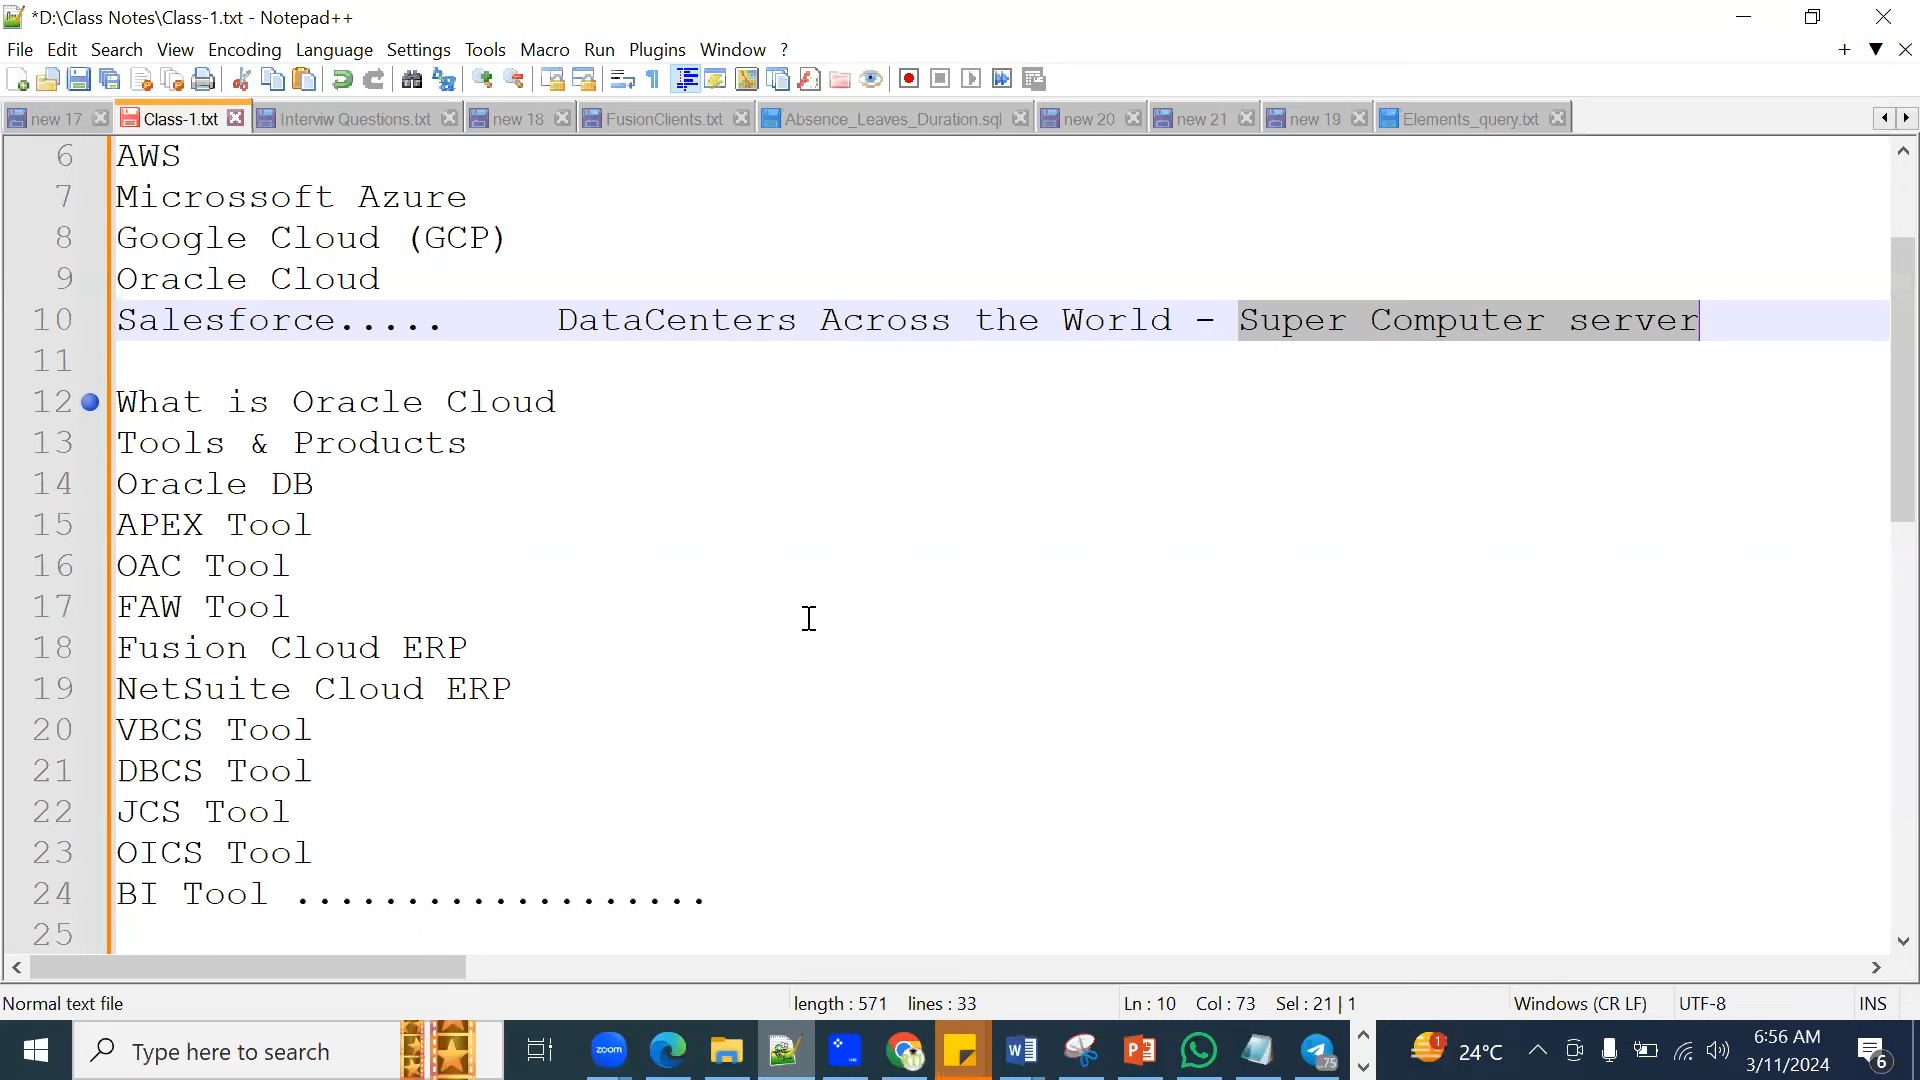 *D:\Class Notes\Class-1.txt - Notepad++
File Edit Search View Encoding Language Settings Tools Macro Run Plugins Window ?
new 17 Class-1.txt Interviw Questions.txt new 18 FusionClients.txt Absence_Leaves_Duration.sql new 20 new 21 new 19 Elements_query.txt
6 AWS
7 Microssoft Azure
8 Google Cloud (GCP)
9 Oracle Cloud
10 Salesforce..... DataCenters Across the World - Super Computer server
11
12 What is Oracle Cloud
13 Tools & Products
14 Oracle DB
15 APEX Tool
16 OAC Tool
17 FAW Tool
18 Fusion Cloud ERP
19 NetSuite Cloud ERP
20 VBCS Tool
21 DBCS Tool
22 JCS Tool
23 OICS Tool
24 BI Tool ...................
25
Normal text file length : 571 lines : 33 Ln : 10 Col : 73 Sel : 21 | 1 Windows (CR LF) UTF-8 INS
Type here to search zoom 75 1 24°C 6:56 AM 6
3/11/2024